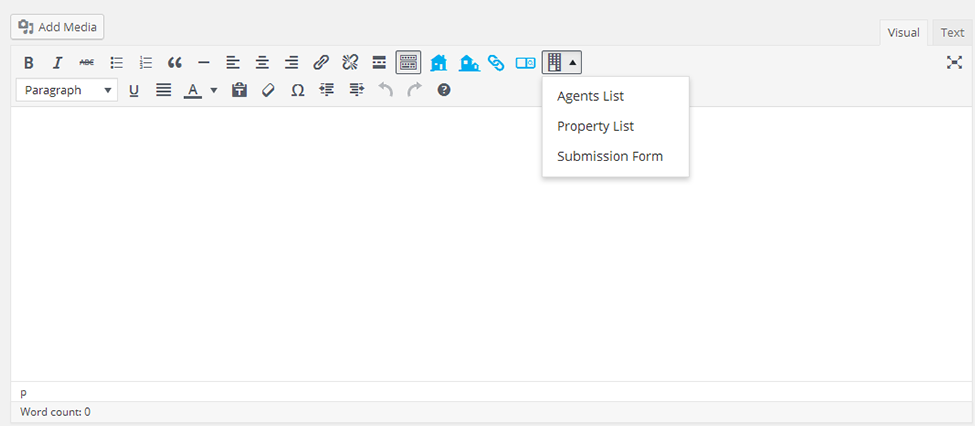 Add Media
Visual Text
B I ABC
Paragraph U A Ω ?
Agents List
Property List
Submission Form
p
Word count: 0